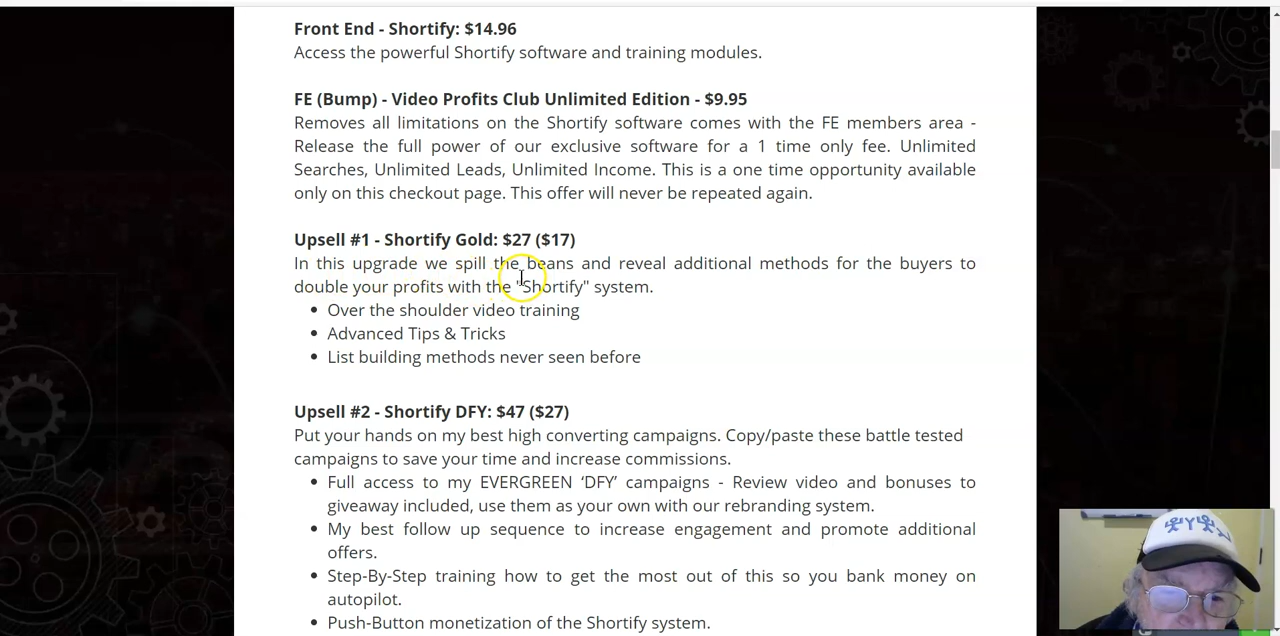 Front End - Shortify: $14.96
Access the powerful Shortify software and training modules.
FE (Bump) - Video Profits Club Unlimited Edition - $9.95
Removes all limitations on the Shortify software comes with the FE members area -
Release the full power of our exclusive software for a 1 time only fee. Unlimited
Searches, Unlimited Leads, Unlimited Income. This is a one time opportunity available
only on this checkout page. This offer will never be repeated again.
Upsell #1 - Shortify Gold: $27 ($17)
In this upgrade we spill the beans and reveal additional methods for the buyers to
double your profits with the "Shortify" system.
• Over the shoulder video training
• Advanced Tips & Tricks
• List building methods never seen before
Upsell #2 - Shortify DFY: $47 ($27)
Put your hands on my best high converting campaigns. Copy/paste these battle tested
campaigns to save your time and increase commissions.
• Full access to my EVERGREEN ‘DFY’ campaigns - Review video and bonuses to
giveaway included, use them as your own with our rebranding system.
• My best follow up sequence to increase engagement and promote additional
offers.
• Step-By-Step training how to get the most out of this so you bank money on
autopilot.
• Push-Button monetization of the Shortify system.